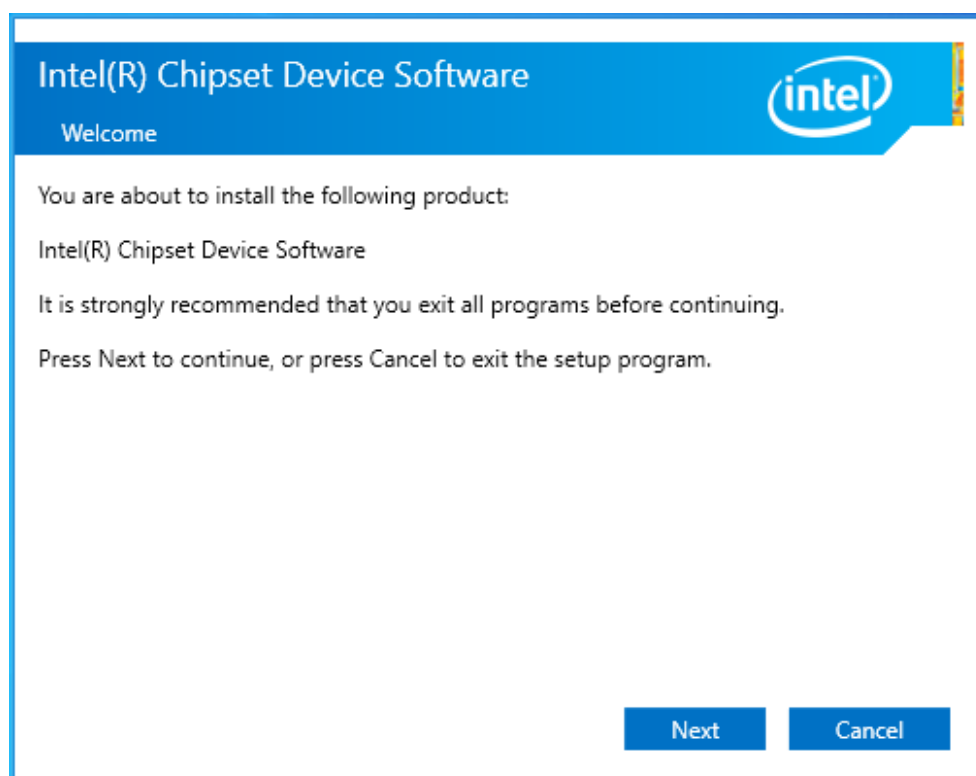 Intel(R) Chipset Device Software
intel
Welcome
You are about to install the following product:
Intel(R) Chipset Device Software
It is strongly recommended that you exit all programs before continuing.
Press Next to continue, or press Cancel to exit the setup program.
Next
Cancel